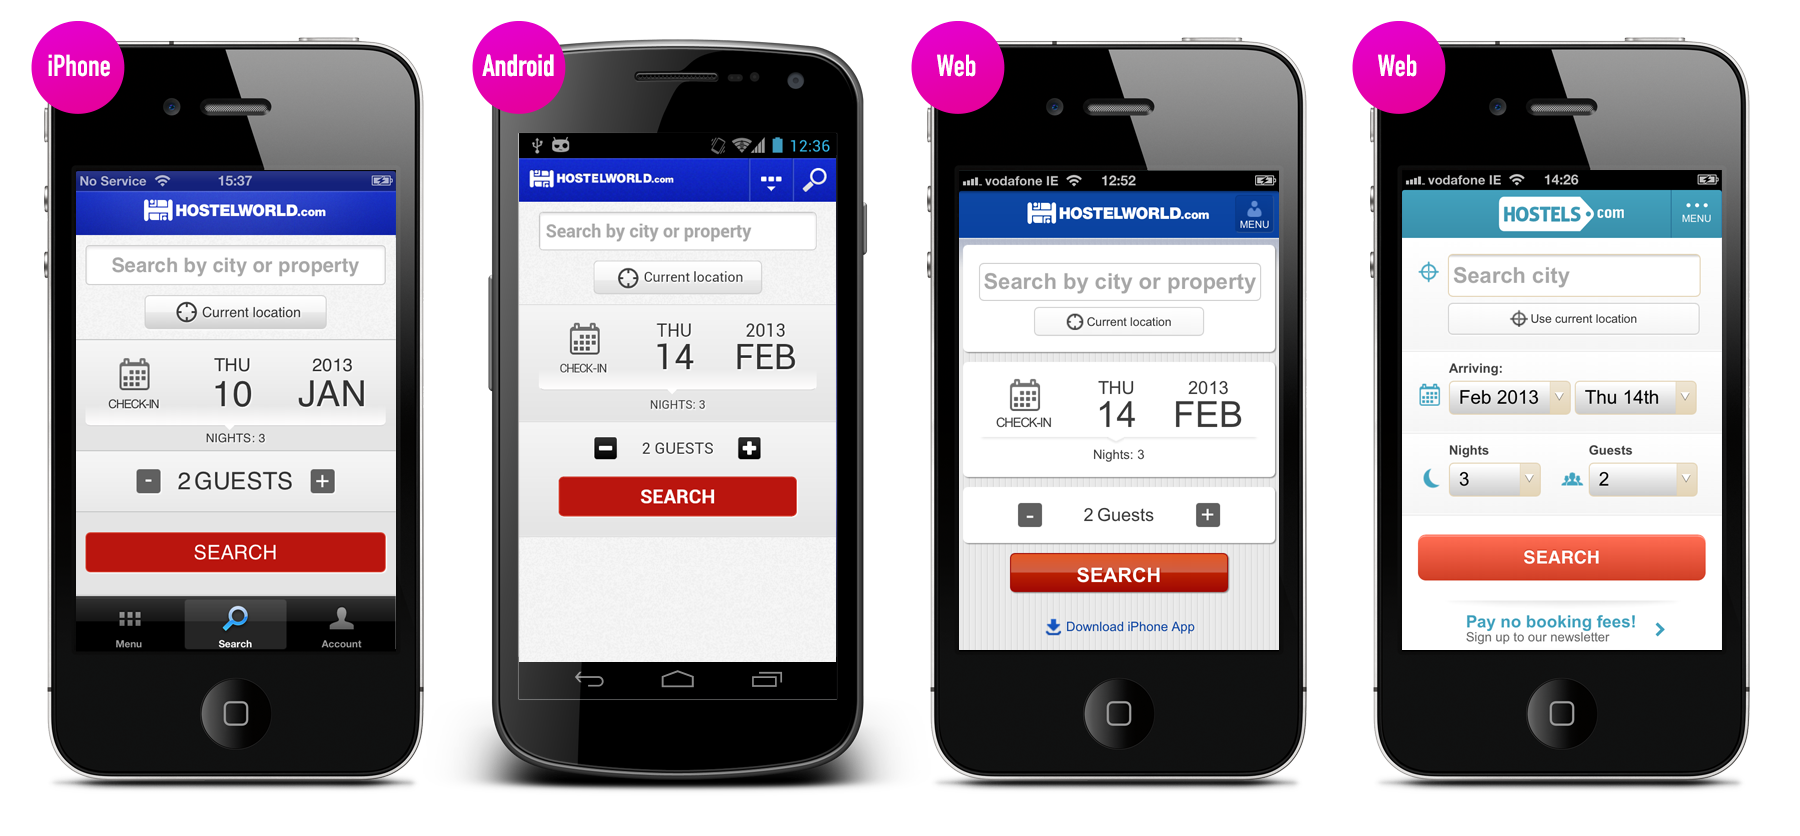 iPhone
No Service 15:37
HOSTELWORLD.com
Search by city or property
Current location
THU 2013
10 JAN
CHECK-IN
NIGHTS: 3
- 2 GUESTS +
SEARCH
Menu Search Account
Android
12:36
HOSTELWORLD.com
Search by city or property
Current location
THU 2013
14 FEB
CHECK-IN
NIGHTS: 3
2 GUESTS
SEARCH
Web
vodafone IE 12:52
HOSTELWORLD.com
MENU
Search by city or property
Current location
THU 2013
14 FEB
CHECK-IN
Nights: 3
- 2 Guests +
SEARCH
Download iPhone App
Web
vodafone IE 14:26
HOSTELS.com
MENU
Search city
Use current location
Arriving:
Feb 2013 Thu 14th
Nights Guests
3 2
SEARCH
Pay no booking fees!
Sign up to our newsletter